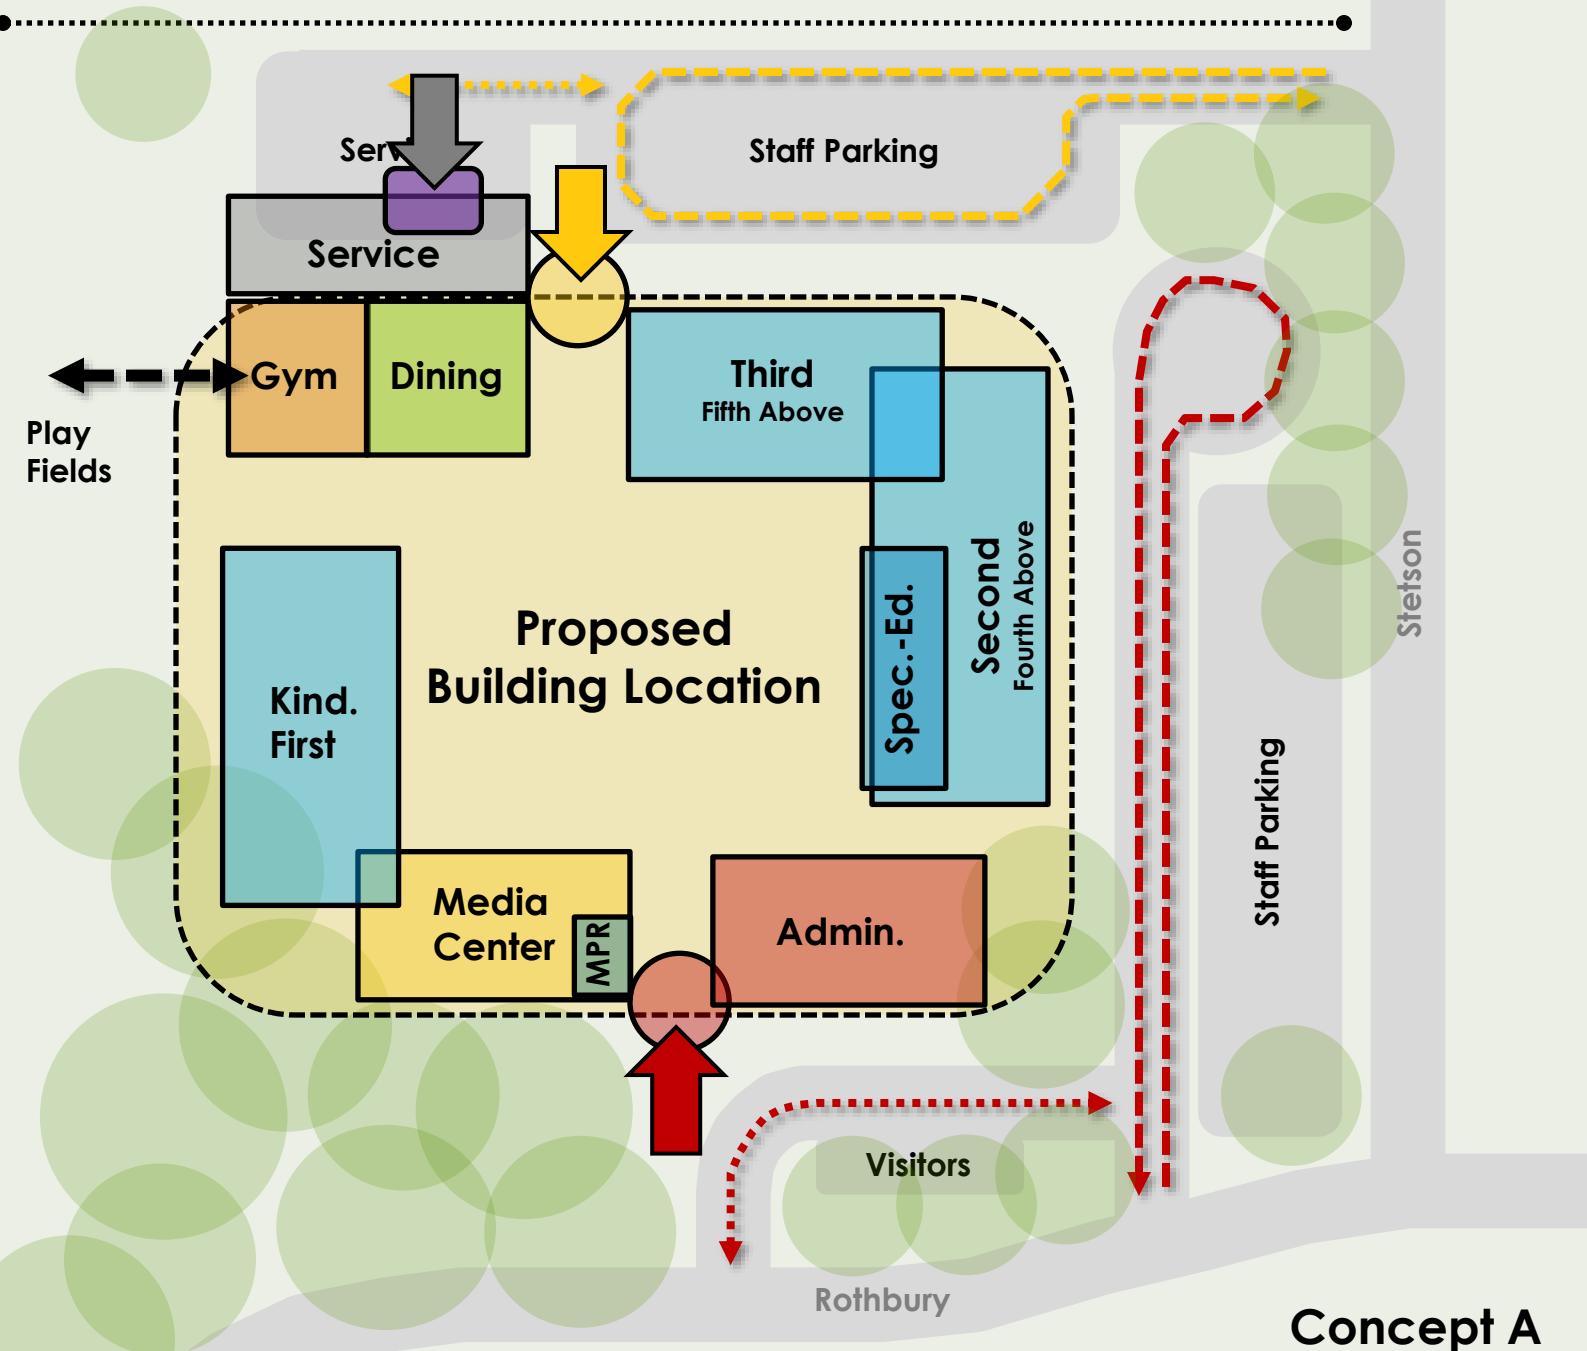 Staff Parking
Service
Gym
Dining
Third
Fifth Above
Play
Fields
Second
Fourth Above
Spec.-Ed.
Stetson
Proposed
Building Location
Kind.
First
Staff Parking
Media
Center
MPR
Admin.
Visitors
Rothbury
Concept A